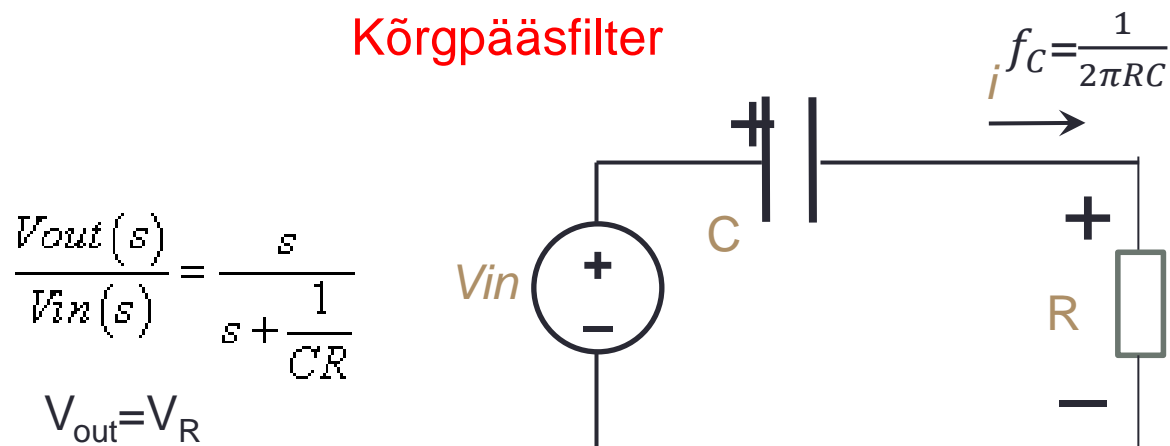 Kõrgpääsfilter
f_C=1/(2πRC)
i
+
C
Vout(s)/Vin(s) = s/(s+1/CR)
Vin
+
−
+
R
−
V_out=V_R